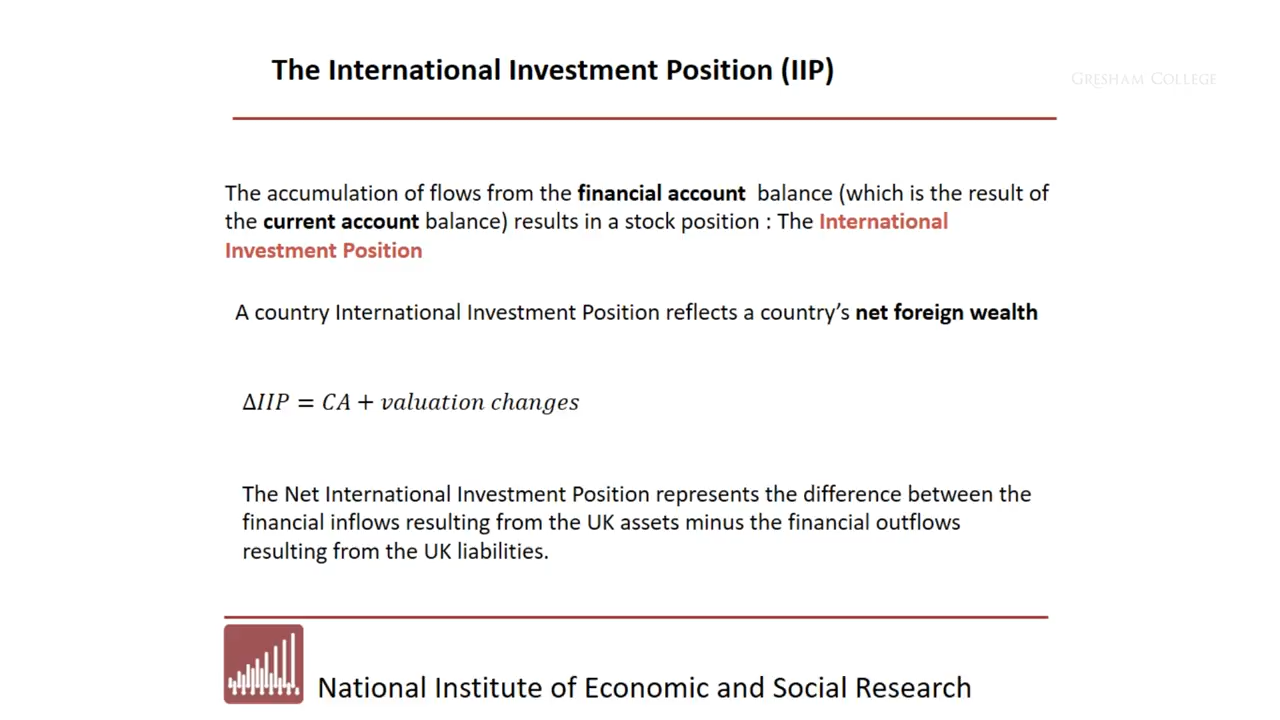 The International Investment Position (IIP)
GRESHAM COLLEGE
The accumulation of flows from the financial account balance (which is the result of
the current account balance) results in a stock position : The International
Investment Position
A country International Investment Position reflects a country’s net foreign wealth
ΔIIP = CA + valuation changes
The Net International Investment Position represents the difference between the
financial inflows resulting from the UK assets minus the financial outflows
resulting from the UK liabilities.
National Institute of Economic and Social Research